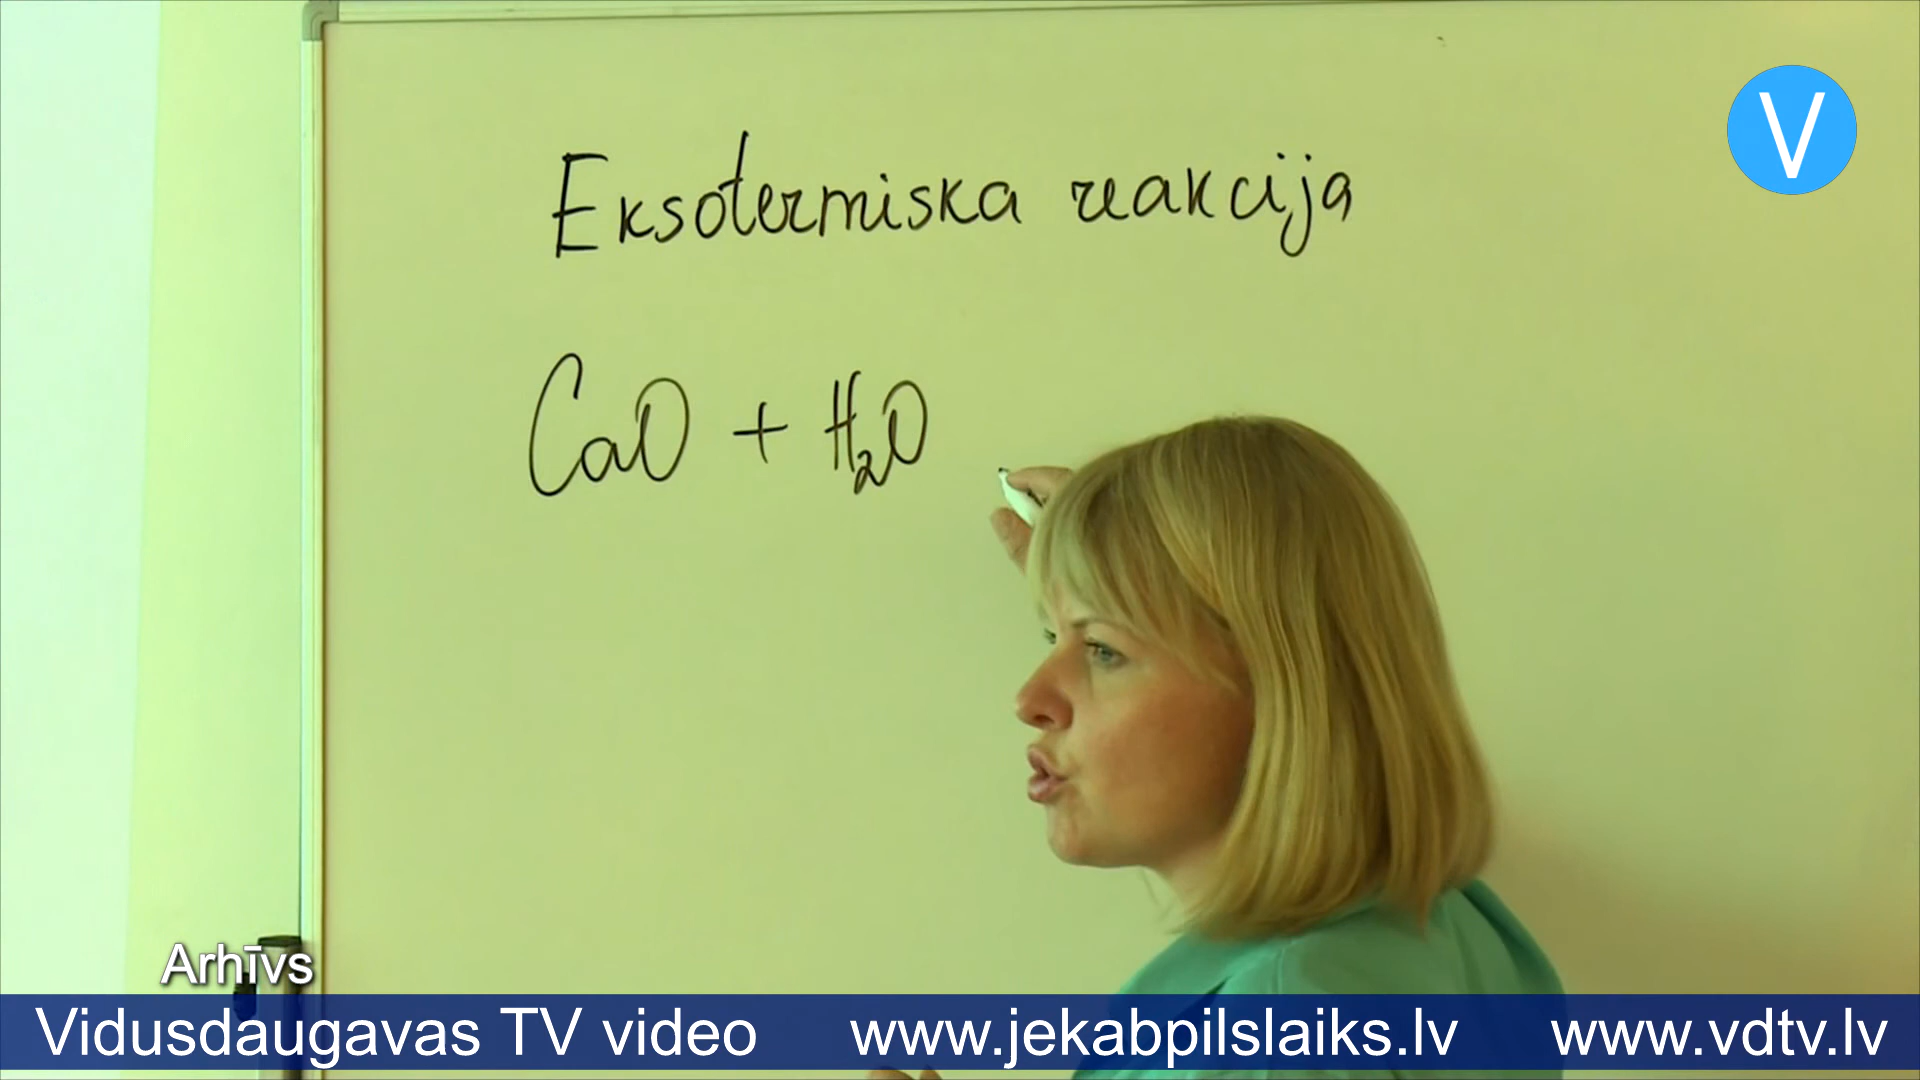 V
Eksotermiska reakcija
CaO + H₂O
Arhīvs
Vidusdaugavas TV video www.jekabpilslaiks.lv www.vdtv.lv